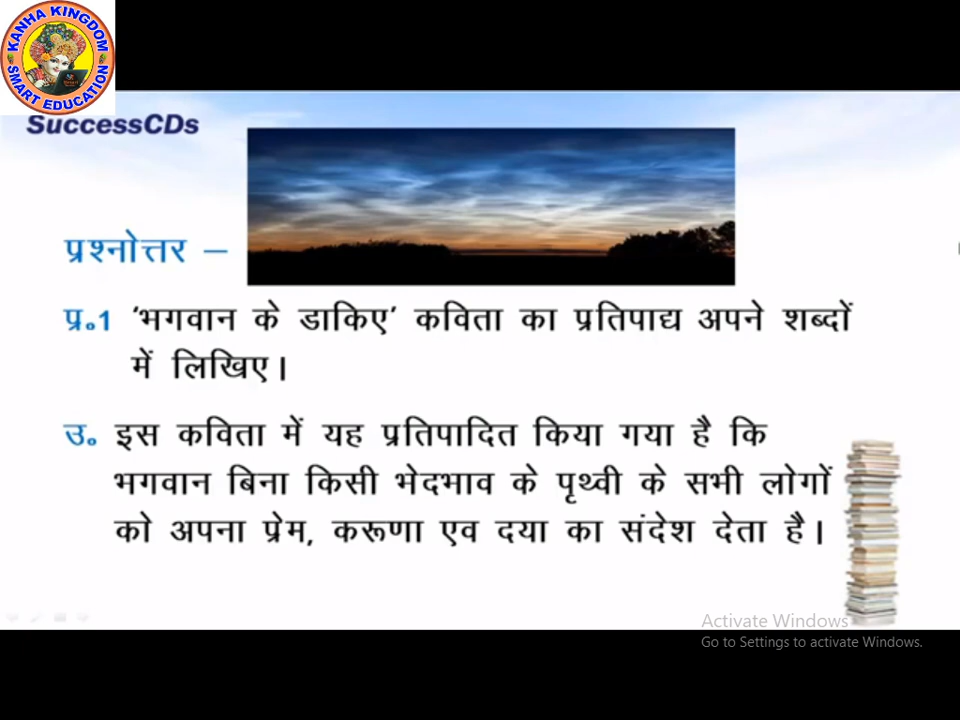 KANHA KINGDOM
SMART EDUCATION
SuccessCDs
प्रश्नोत्तर –
प्र॰1 'भगवान के डाकिए' कविता का प्रतिपाद्य अपने शब्दों
में लिखिए।
उ॰ इस कविता में यह प्रतिपादित किया गया है कि
भगवान बिना किसी भेदभाव के पृथ्वी के सभी लोगों
को अपना प्रेम, करूणा एव दया का संदेश देता है।
Activate Windows
Go to Settings to activate Windows.